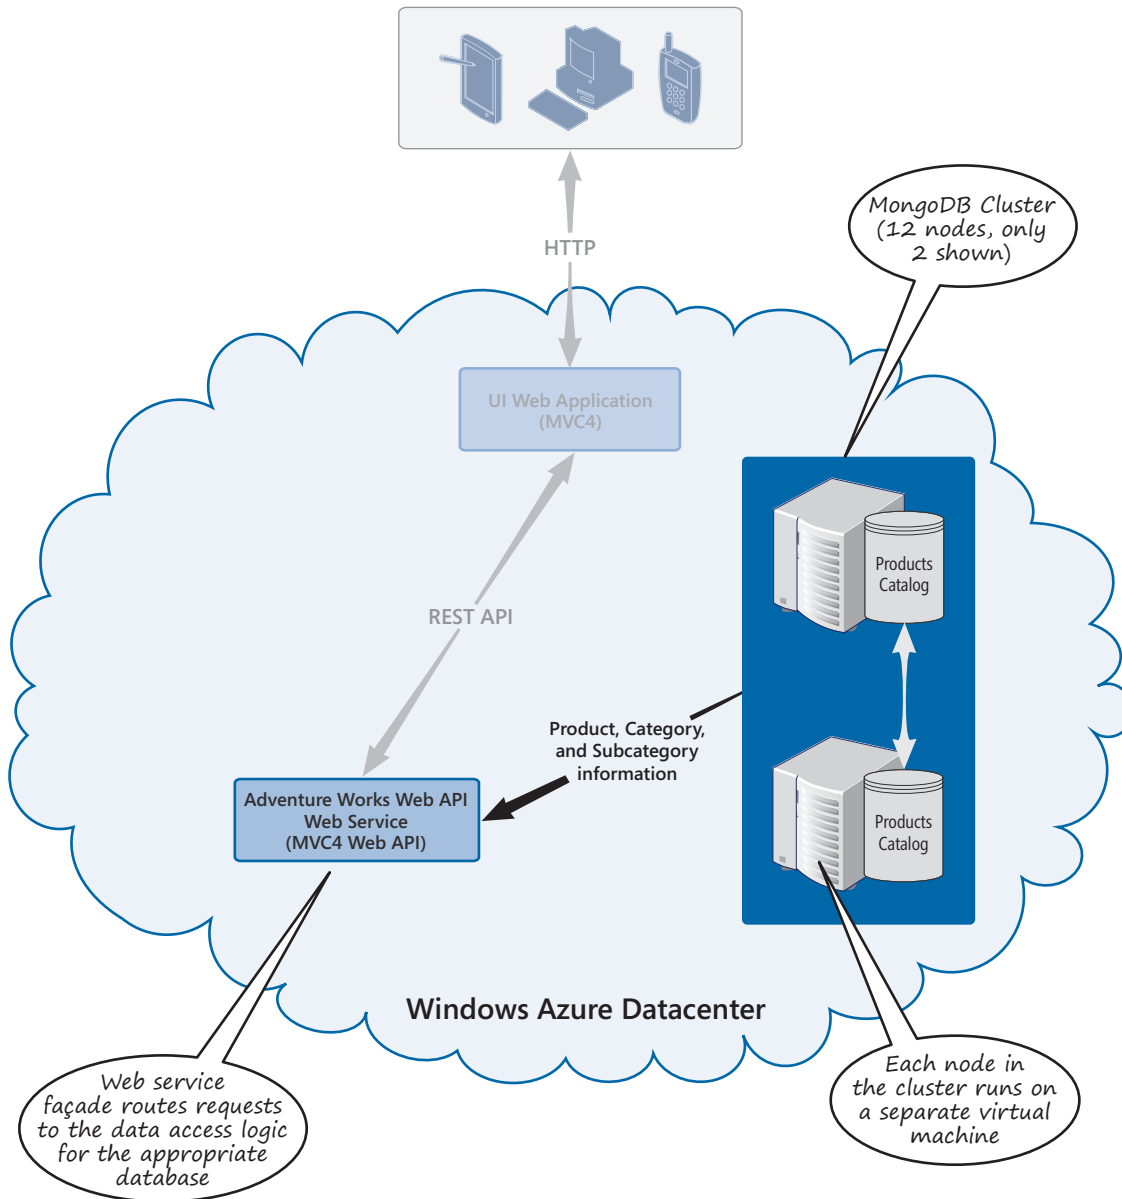 MongoDB Cluster
(12 nodes, only
2 shown)
HTTP
UI Web Application
(MVC4)
Products
Catalog
REST API
Product, Category,
and Subcategory
information
Adventure Works Web API
Web Service
(MVC4 Web API)
Products
Catalog
Windows Azure Datacenter
Web service
façade routes requests
to the data access logic
for the appropriate
database
Each node in
the cluster runs on
a separate virtual
machine